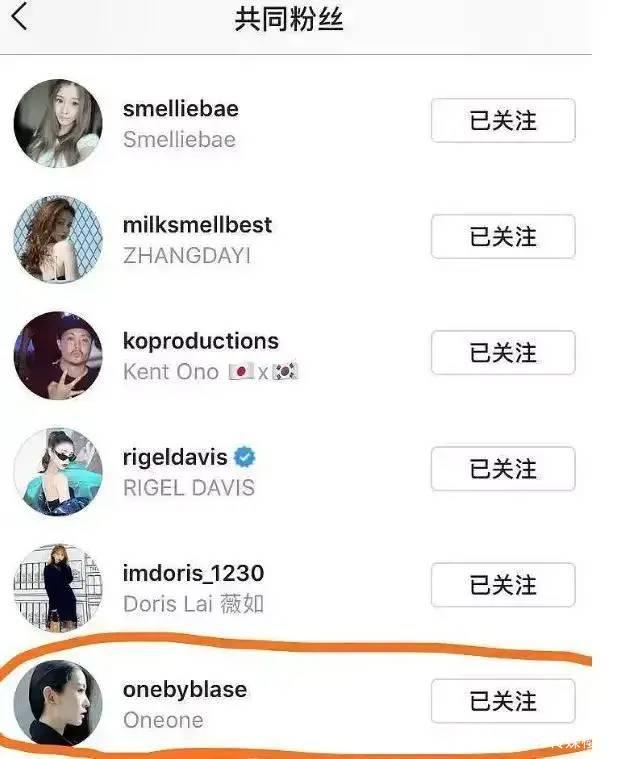 共同粉丝
smelliebae
已关注
Smelliebae
milksmellbest
已关注
ZHANGDAYI
koproductions
已关注
Kent Ono 🇯🇵x🇰🇷
rigeldavis
已关注
RIGEL DAVIS
imdoris_1230
已关注
Doris Lai 薇如
onebyblase
已关注
Oneone